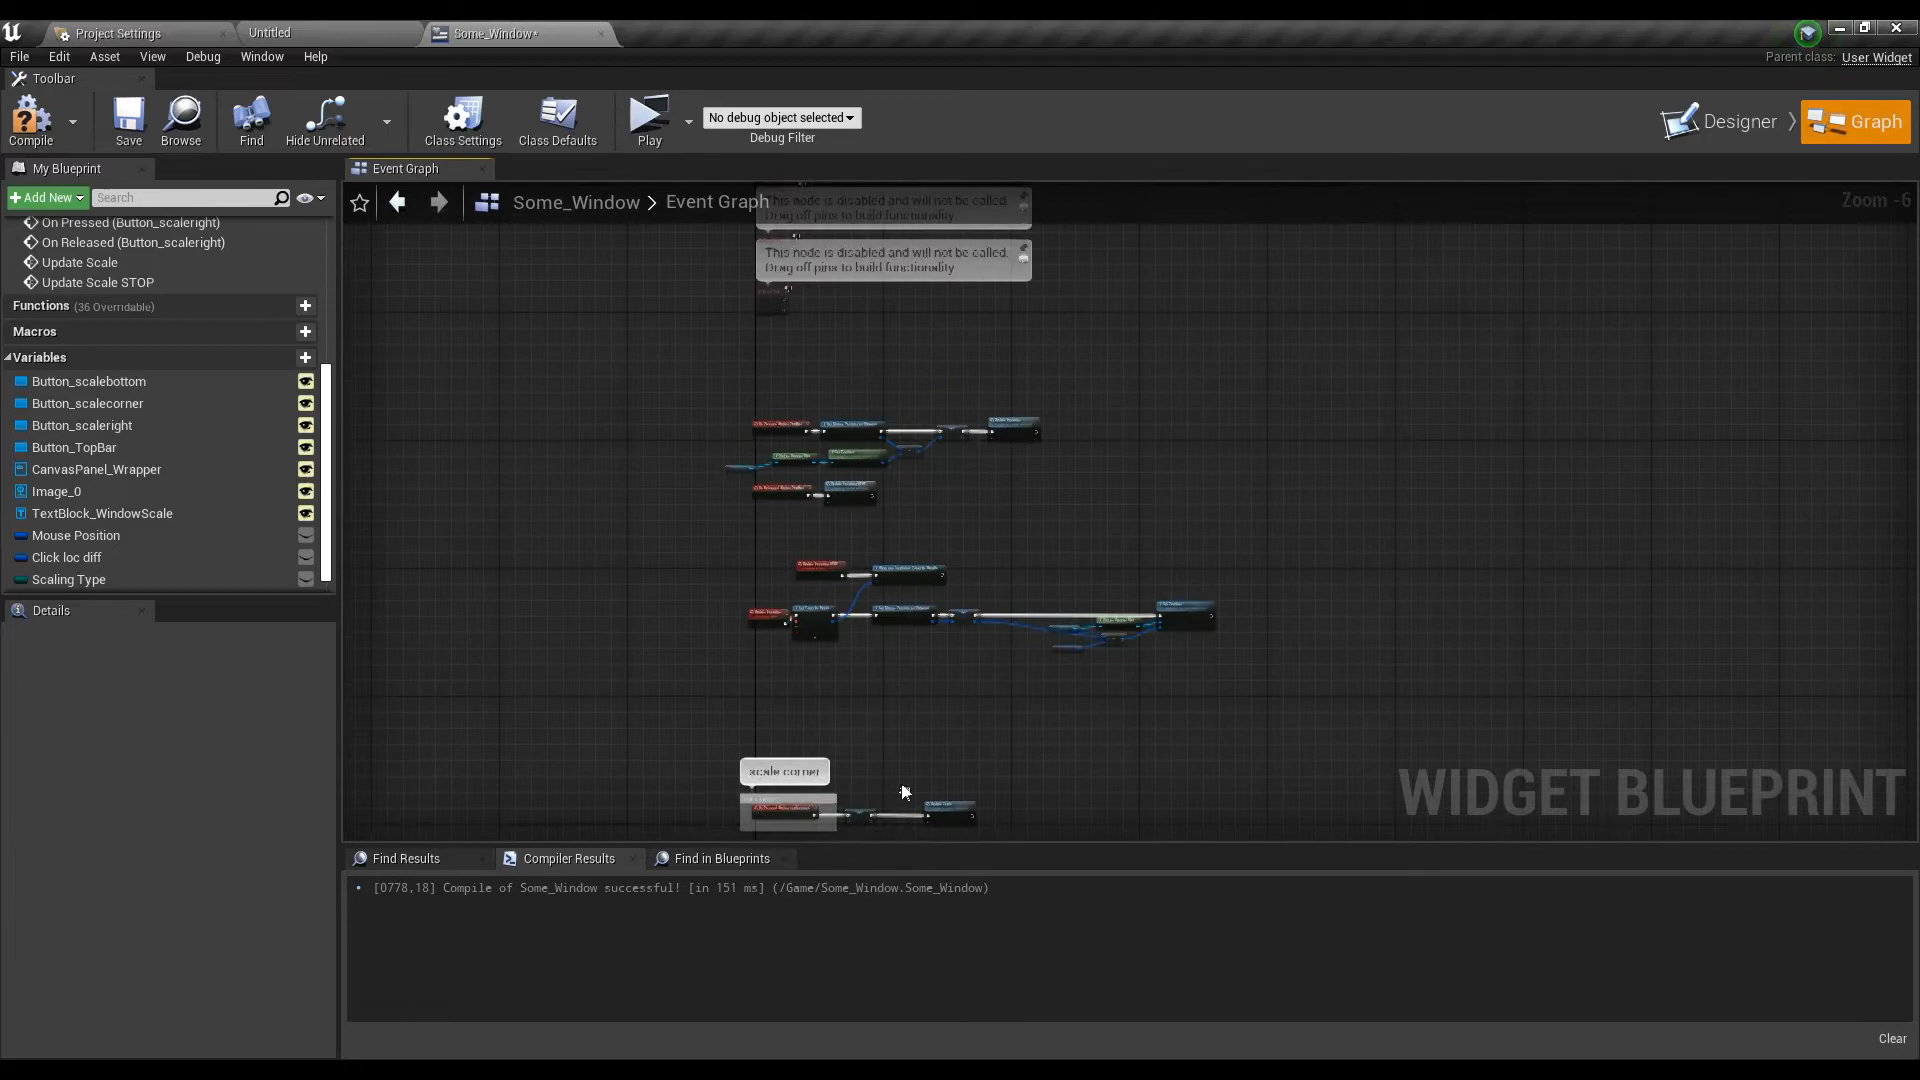 Project Settings
Untitled
Some_Window*
File Edit Asset View Debug Window Help
Parent class: User Widget
Toolbar
Compile
Save
Browse
Find
Hide Unrelated
Class Settings
Class Defaults
Play
No debug object selected
Debug Filter
Designer
Graph
My Blueprint
Add New
Search
On Pressed (Button_scaleright)
On Released (Button_scaleright)
Update Scale
Update Scale STOP
Functions (36 Overridable)
Macros
Variables
Button_scalebottom
Button_scalecorner
Button_scaleright
Button_TopBar
CanvasPanel_Wrapper
Image_0
TextBlock_WindowScale
Mouse Position
Click loc diff
Scaling Type
Details
Event Graph
Some_Window > Event Graph
Zoom -6
This node is disabled and will not be called.
Drag off pins to build functionality
This node is disabled and will not be called.
Drag off pins to build functionality
scale corner
WIDGET BLUEPRINT
Find Results
Compiler Results
Find in Blueprints
[0778,18] Compile of Some_Window successful! [in 151 ms] (/Game/Some_Window.Some_Window)
Clear